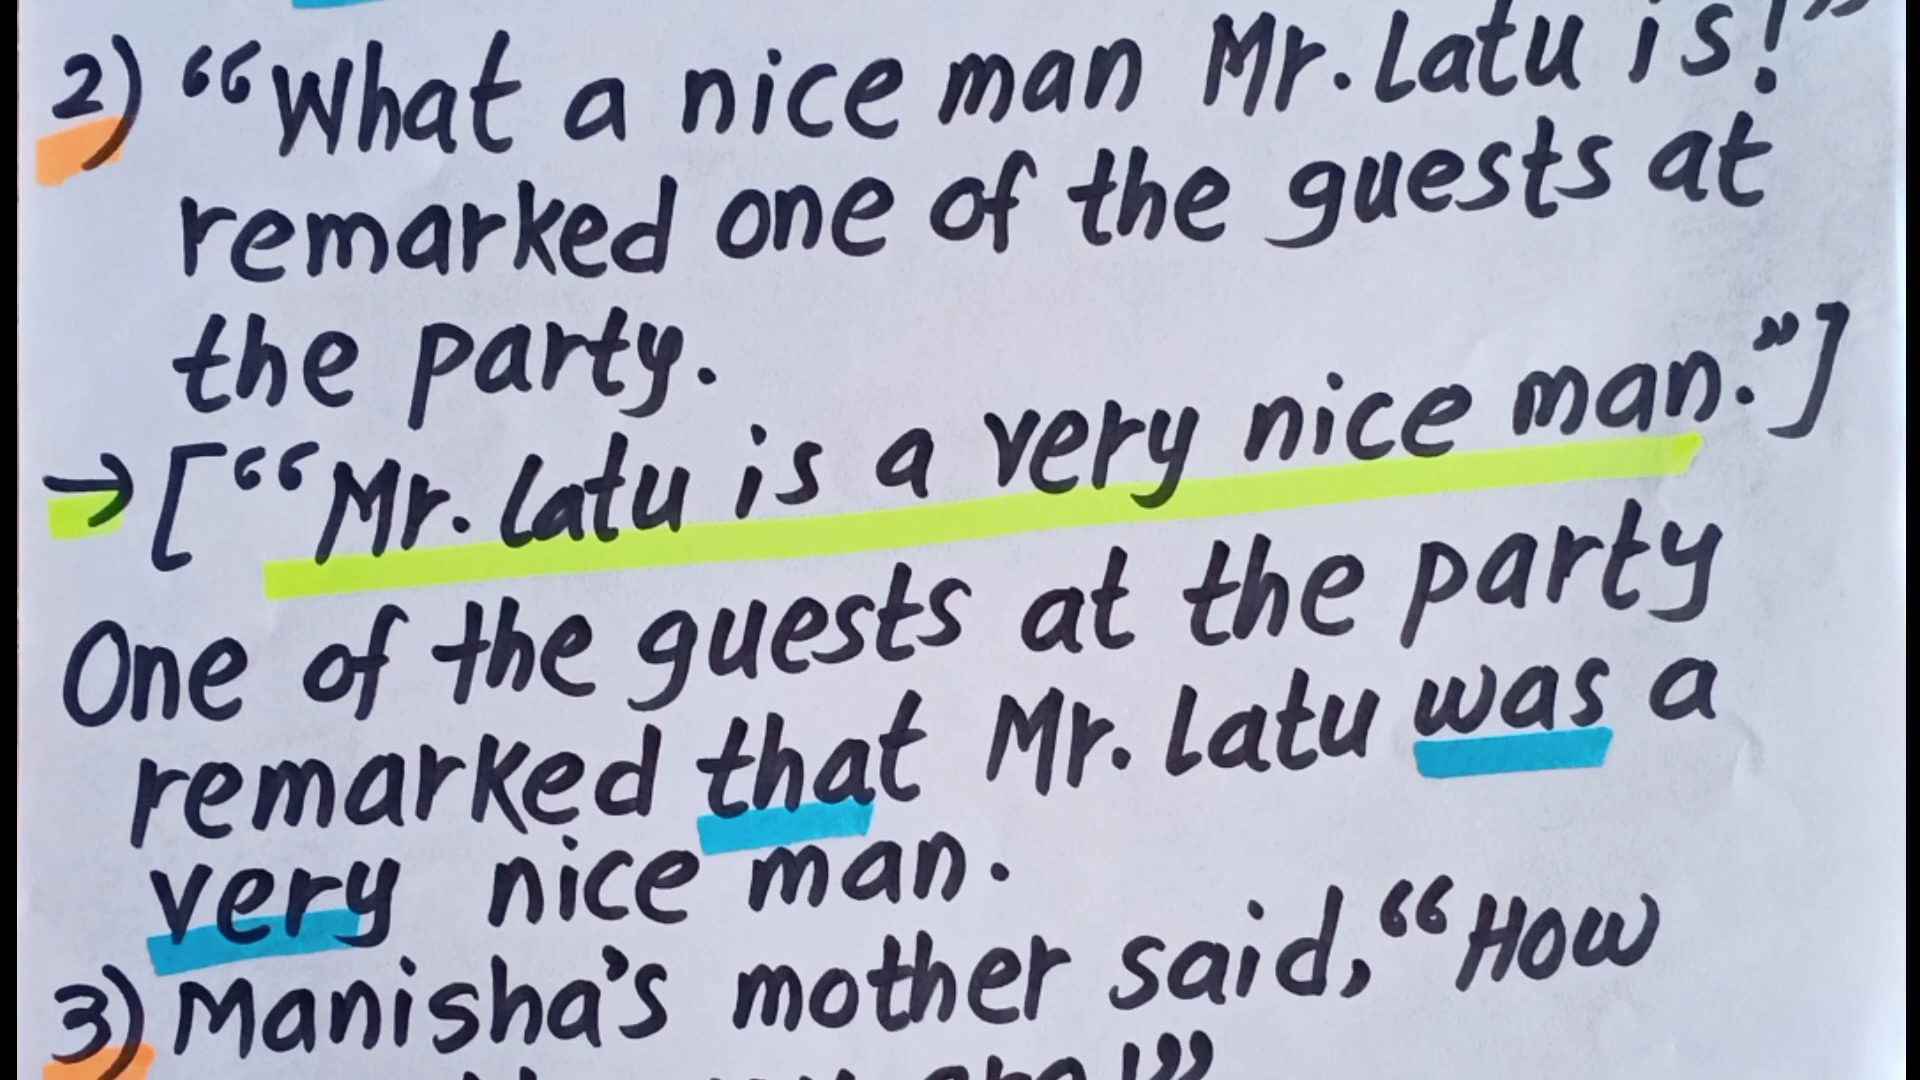 2) “What a nice man Mr. Latu is!”
remarked one of the guests at
the party.
→ [“Mr. Latu is a very nice man.”]
One of the guests at the party
remarked that Mr. Latu was a
very nice man.
3) Manisha’s mother said, “How